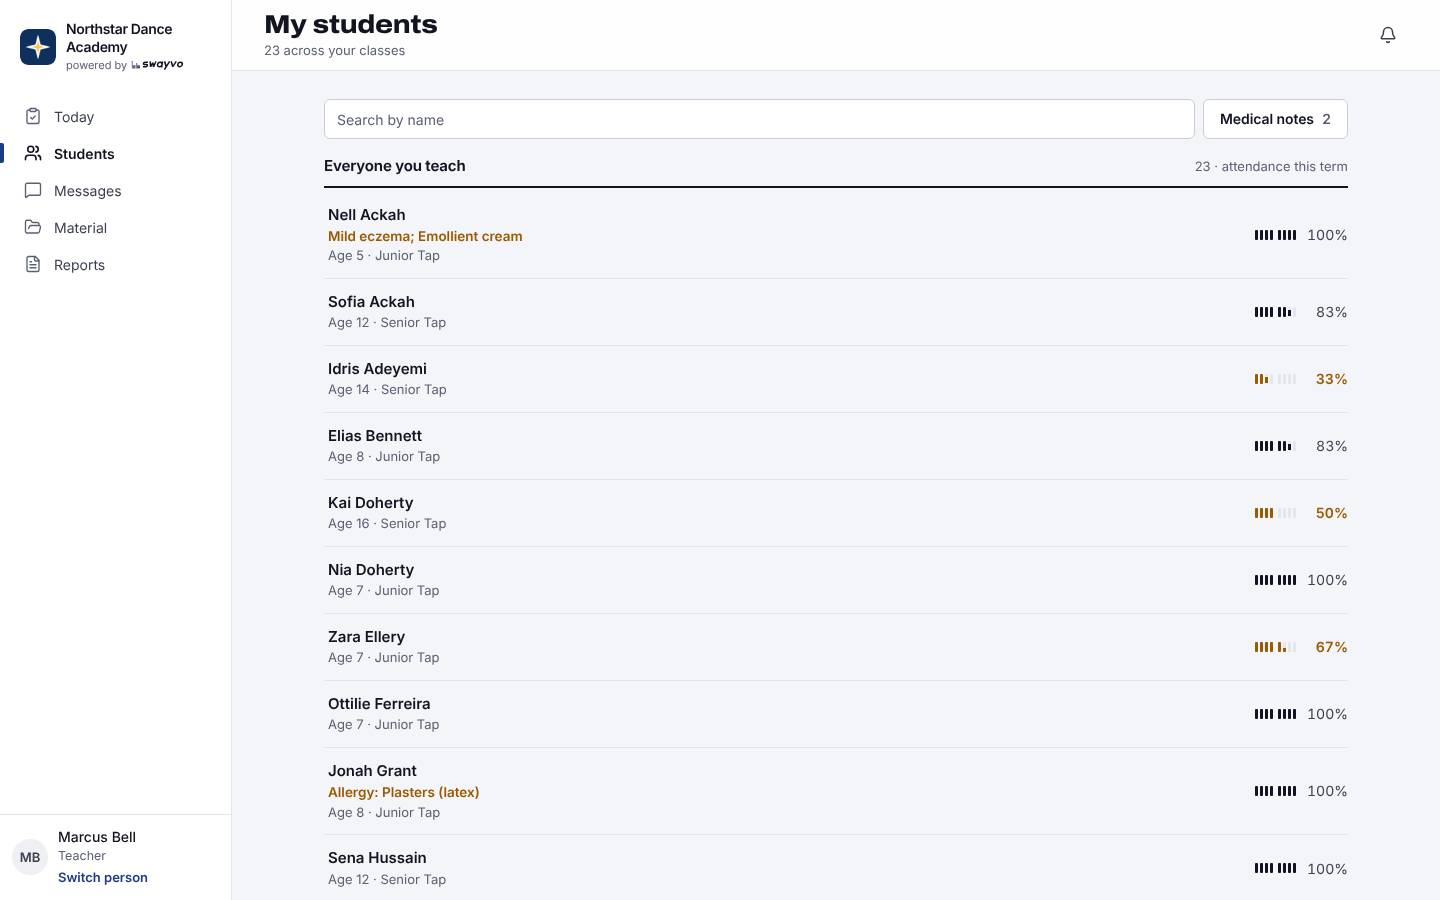 Northstar Dance
Academy
powered by swayvo
Today
Students
Messages
Material
Reports
Marcus Bell
MB
Teacher
Switch person
My students
23 across your classes
Search by name
Medical notes 2
Everyone you teach
23 · attendance this term
Nell Ackah
Mild eczema; Emollient cream
Age 5 · Junior Tap
100%
Sofia Ackah
Age 12 · Senior Tap
83%
Idris Adeyemi
Age 14 · Senior Tap
33%
Elias Bennett
Age 8 · Junior Tap
83%
Kai Doherty
Age 16 · Senior Tap
50%
Nia Doherty
Age 7 · Junior Tap
100%
Zara Ellery
Age 7 · Junior Tap
67%
Ottilie Ferreira
Age 7 · Junior Tap
100%
Jonah Grant
Allergy: Plasters (latex)
Age 8 · Junior Tap
100%
Sena Hussain
Age 12 · Senior Tap
100%